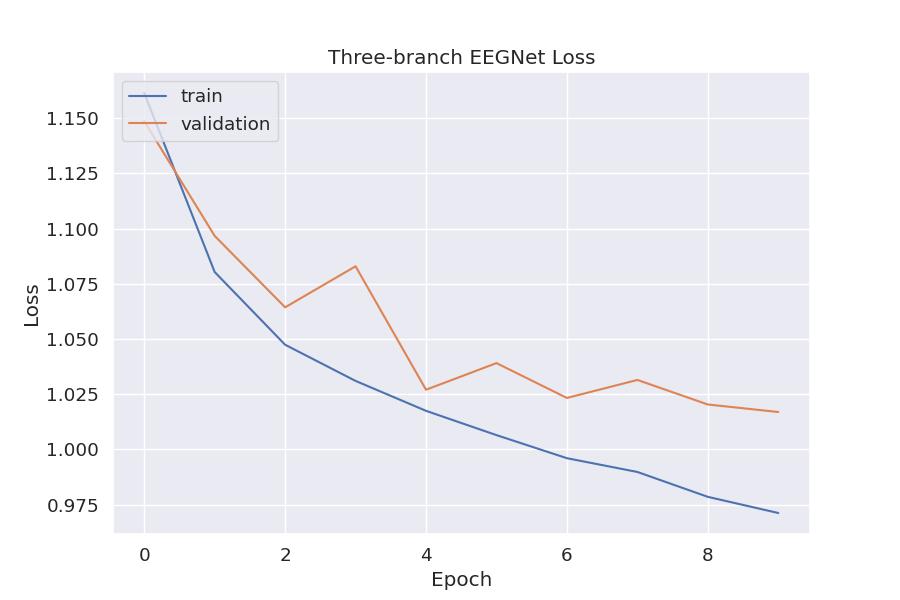 Three-branch EEGNet Loss
train
validation
1.150
1.125
1.100
1.075
1.050
1.025
1.000
0.975
Loss
0 2 4 6 8
Epoch